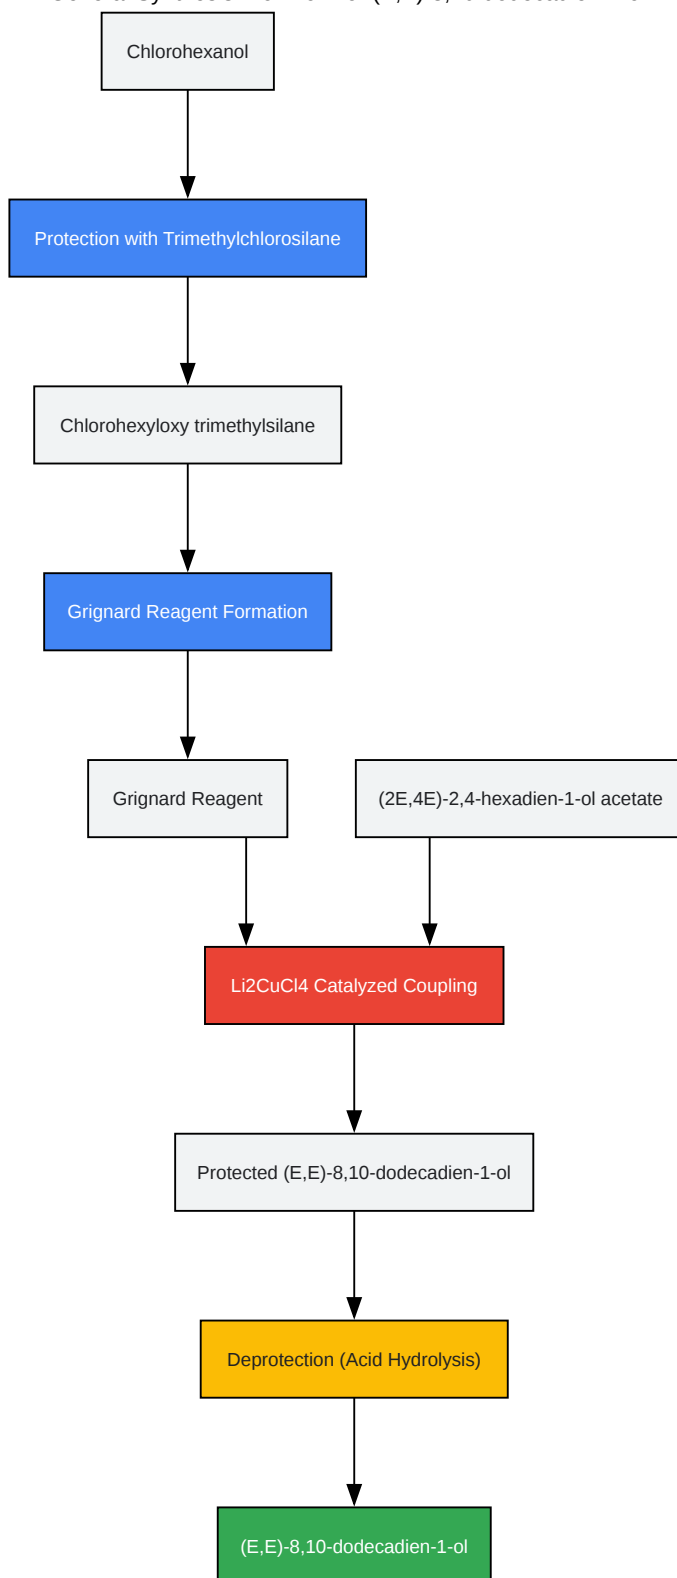 Chlorohexanol
Protection with Trimethylchlorosilane
Chlorohexyloxy trimethylsilane
Grignard Reagent Formation
Grignard Reagent
(2E,4E)-2,4-hexadien-1-ol acetate
Li2CuCl4 Catalyzed Coupling
Protected (E,E)-8,10-dodecadien-1-ol
Deprotection (Acid Hydrolysis)
(E,E)-8,10-dodecadien-1-ol